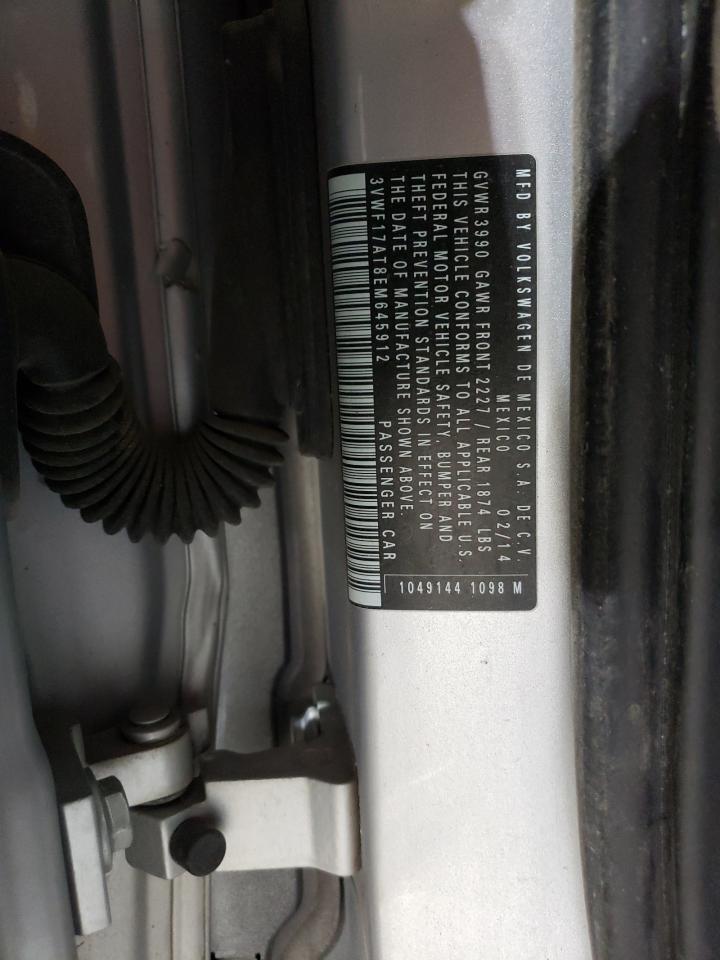 MFD BY VOLKSWAGEN DE MEXICO S.A. DE C.V.
MEXICO 02/14
GVWR 3990 GAWR FRONT 2227 / REAR 1874 LBS
THIS VEHICLE CONFORMS TO ALL APPLICABLE U.S.
FEDERAL MOTOR VEHICLE SAFETY, BUMPER AND
THEFT PREVENTION STANDARDS IN EFFECT ON
THE DATE OF MANUFACTURE SHOWN ABOVE.
3VWF17AT8EM645912 PASSENGER CAR
1049144 1098 M